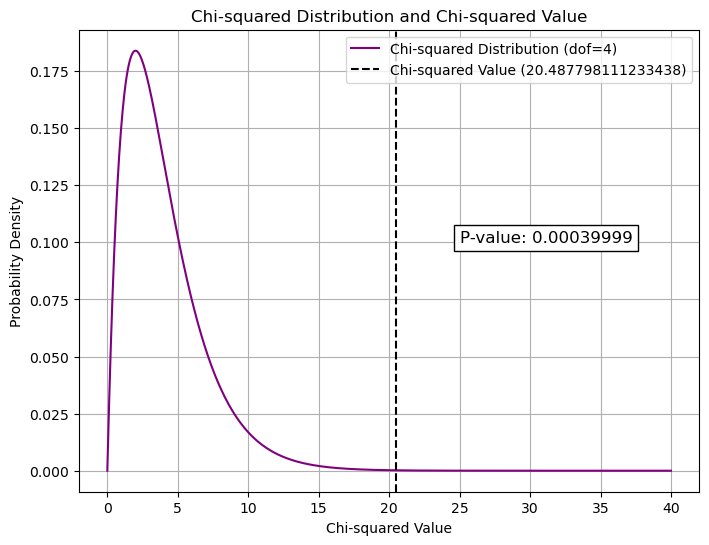 Chi-squared Distribution and Chi-squared Value
Chi-squared Distribution (dof=4)
Chi-squared Value (20.487798111233438)
P-value: 0.00039999
Probability Density
0.175
0.150
0.125
0.100
0.075
0.050
0.025
0.000
0 5 10 15 20 25 30 35 40
Chi-squared Value